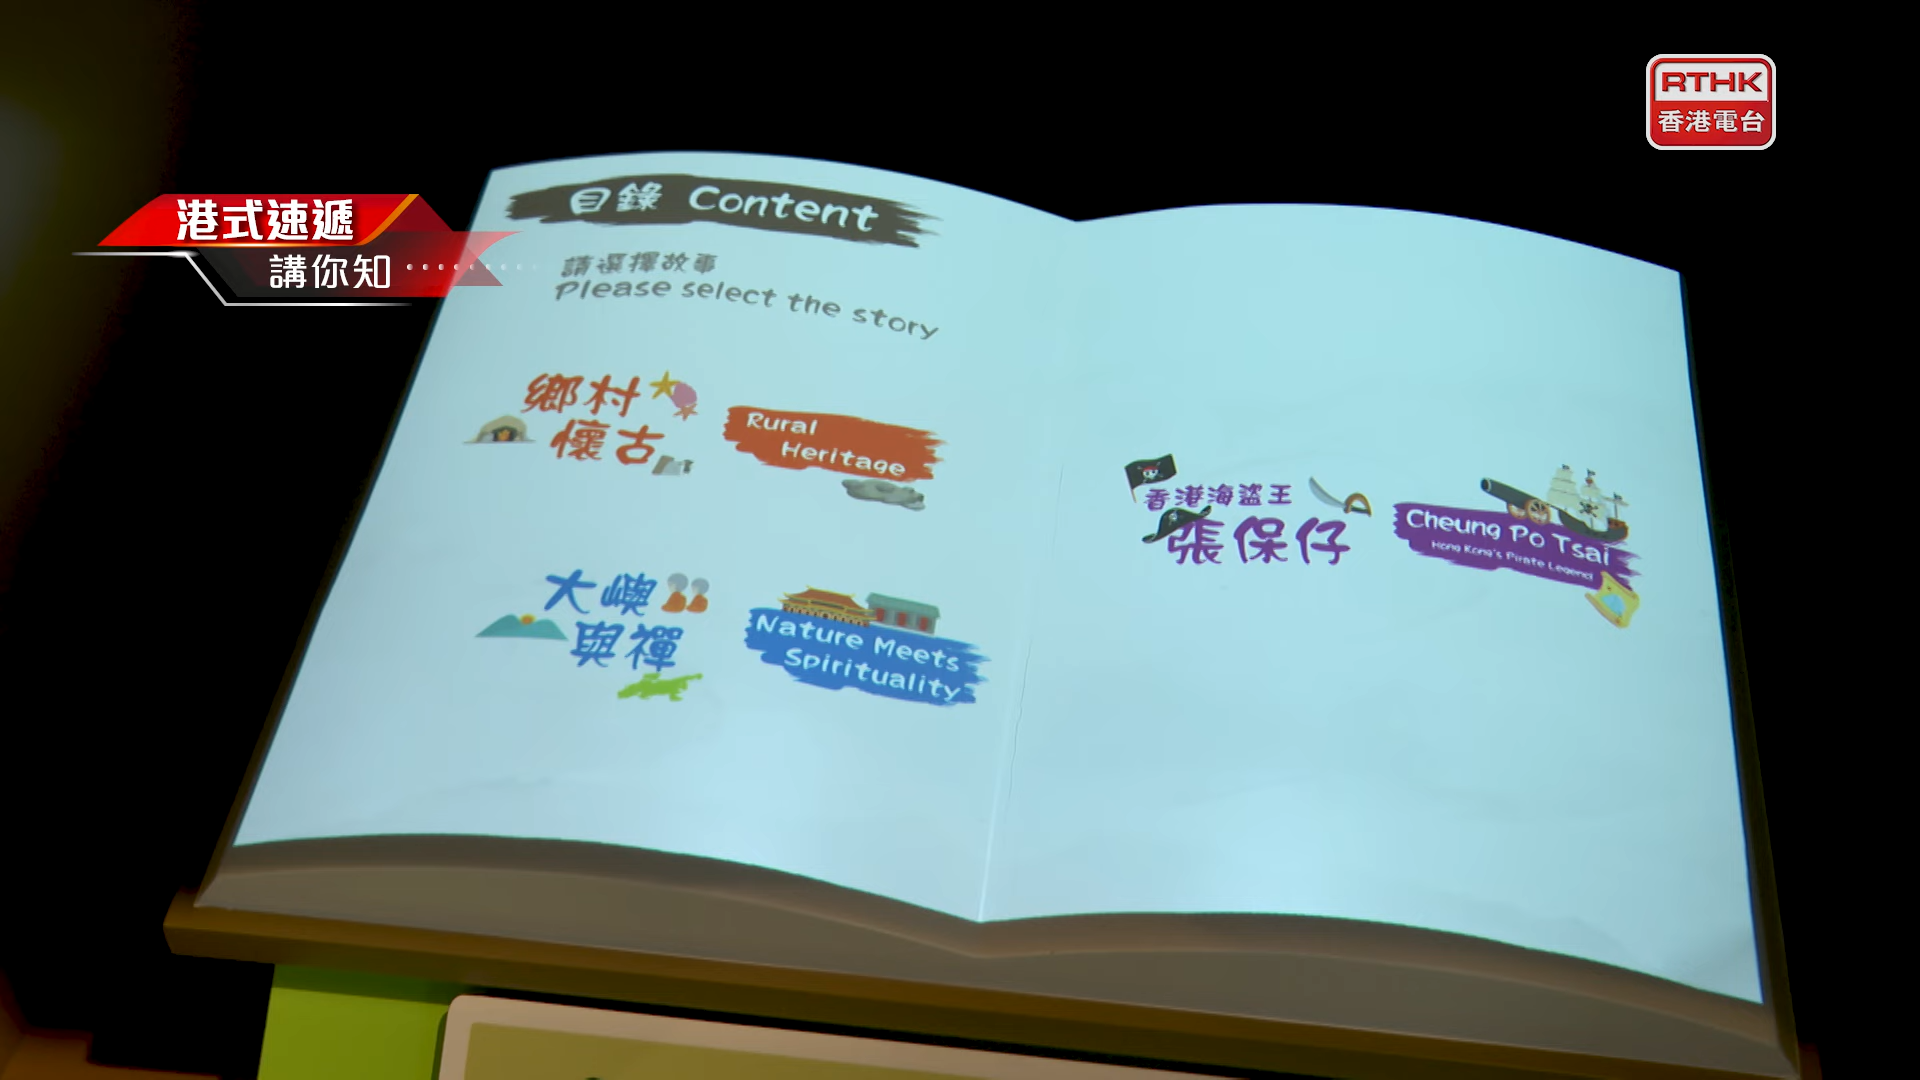 RTHK
香港電台
港式速遞
講你知
目錄 Content
請選擇故事
Please select the story
鄉村
懷古
Rural
Heritage
大嶼
與禪
Nature Meets
Spirituality
香港海盜王
張保仔
Cheung Po Tsai
Hong Kong's Pirate Legend